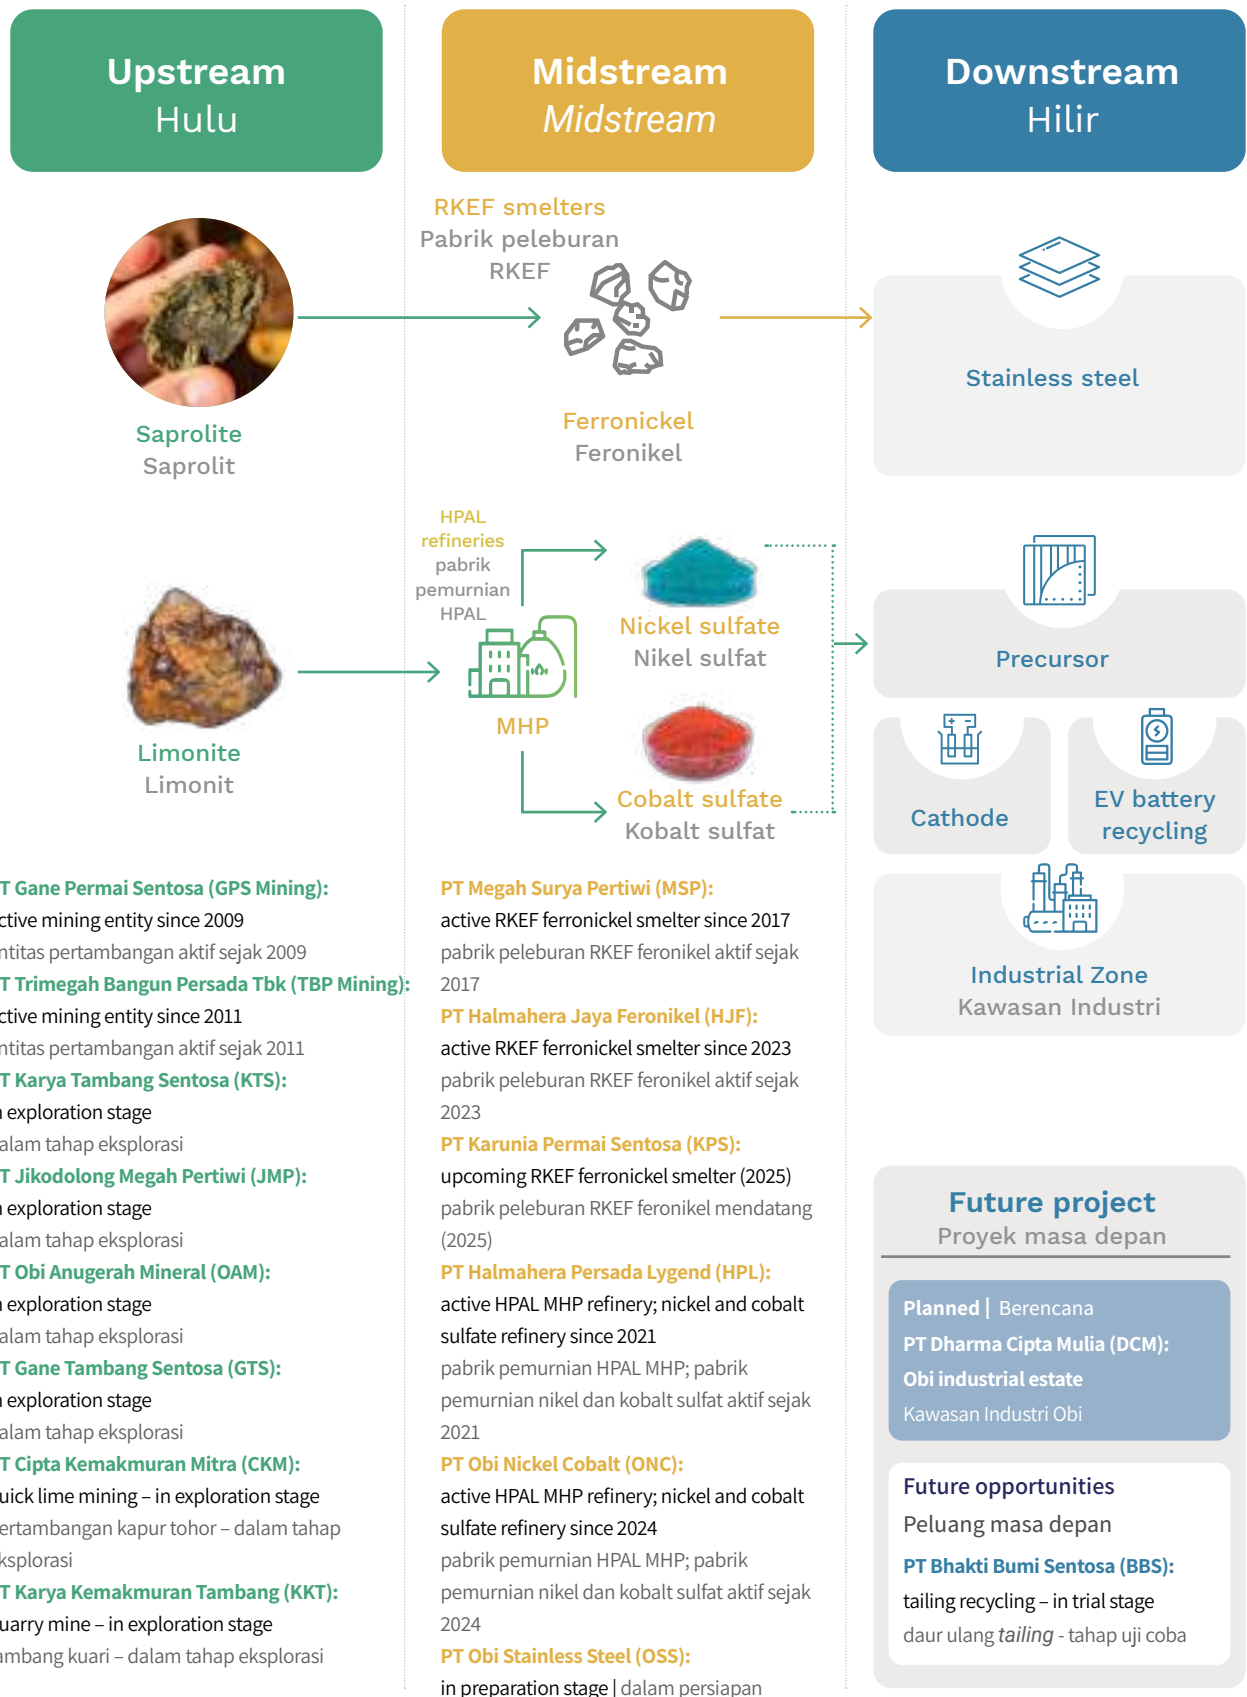 Upstream
Hulu
Midstream
Midstream
Downstream
Hilir
RKEF smelters
Pabrik peleburan
RKEF
Saprolite
Saprolit
Ferronickel
Feronikel
Stainless steel
HPAL
refineries
pabrik
pemurnian
HPAL
Limonite
Limonit
MHP
Nickel sulfate
Nikel sulfat
Cobalt sulfate
Kobalt sulfat
Precursor
Cathode
EV battery
recycling
Industrial Zone
Kawasan Industri
T Gane Permai Sentosa (GPS Mining):
ctive mining entity since 2009
ntitas pertambangan aktif sejak 2009
T Trimegah Bangun Persada Tbk (TBP Mining):
ctive mining entity since 2011
ntitas pertambangan aktif sejak 2011
T Karya Tambang Sentosa (KTS):
n exploration stage
alam tahap eksplorasi
T Jikodolong Megah Pertiwi (JMP):
n exploration stage
alam tahap eksplorasi
T Obi Anugerah Mineral (OAM):
n exploration stage
alam tahap eksplorasi
T Gane Tambang Sentosa (GTS):
n exploration stage
alam tahap eksplorasi
T Cipta Kemakmuran Mitra (CKM):
uick lime mining – in exploration stage
ertambangan kapur tohor – dalam tahap
ksplorasi
T Karya Kemakmuran Tambang (KKT):
uarry mine – in exploration stage
ambang kuari – dalam tahap eksplorasi
PT Megah Surya Pertiwi (MSP):
active RKEF ferronickel smelter since 2017
pabrik peleburan RKEF feronikel aktif sejak
2017
PT Halmahera Jaya Feronikel (HJF):
active RKEF ferronickel smelter since 2023
pabrik peleburan RKEF feronikel aktif sejak
2023
PT Karunia Permai Sentosa (KPS):
upcoming RKEF ferronickel smelter (2025)
pabrik peleburan RKEF feronikel mendatang
(2025)
PT Halmahera Persada Lygend (HPL):
active HPAL MHP refinery; nickel and cobalt
sulfate refinery since 2021
pabrik pemurnian HPAL MHP; pabrik
pemurnian nikel dan kobalt sulfat aktif sejak
2021
PT Obi Nickel Cobalt (ONC):
active HPAL MHP refinery; nickel and cobalt
sulfate refinery since 2024
pabrik pemurnian HPAL MHP; pabrik
pemurnian nikel dan kobalt sulfat aktif sejak
2024
PT Obi Stainless Steel (OSS):
in preparation stage | dalam persiapan
Future project
Proyek masa depan
Planned | Berencana
PT Dharma Cipta Mulia (DCM):
Obi industrial estate
Kawasan Industri Obi
Future opportunities
Peluang masa depan
PT Bhakti Bumi Sentosa (BBS):
tailing recycling – in trial stage
daur ulang tailing - tahap uji coba